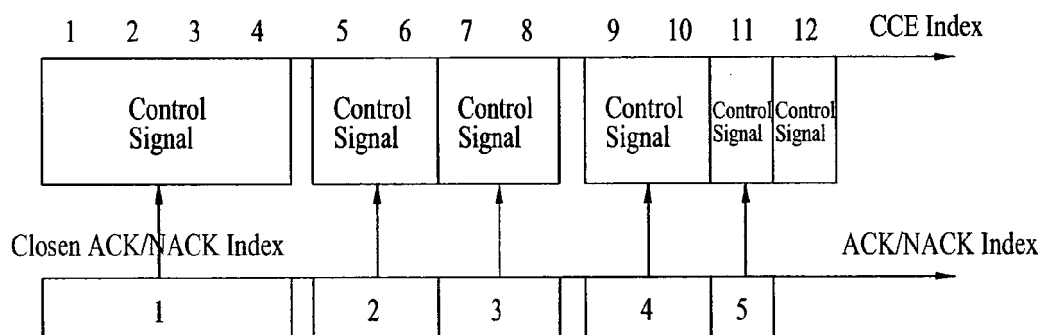 1 2 3 4 5 6 7 8 9 10 11 12 CCE Index
Control Signal
Control Signal
Control Signal
Control Signal
Control Signal
Control Signal
Closen ACK/NACK Index
ACK/NACK Index
1 2 3 4 5